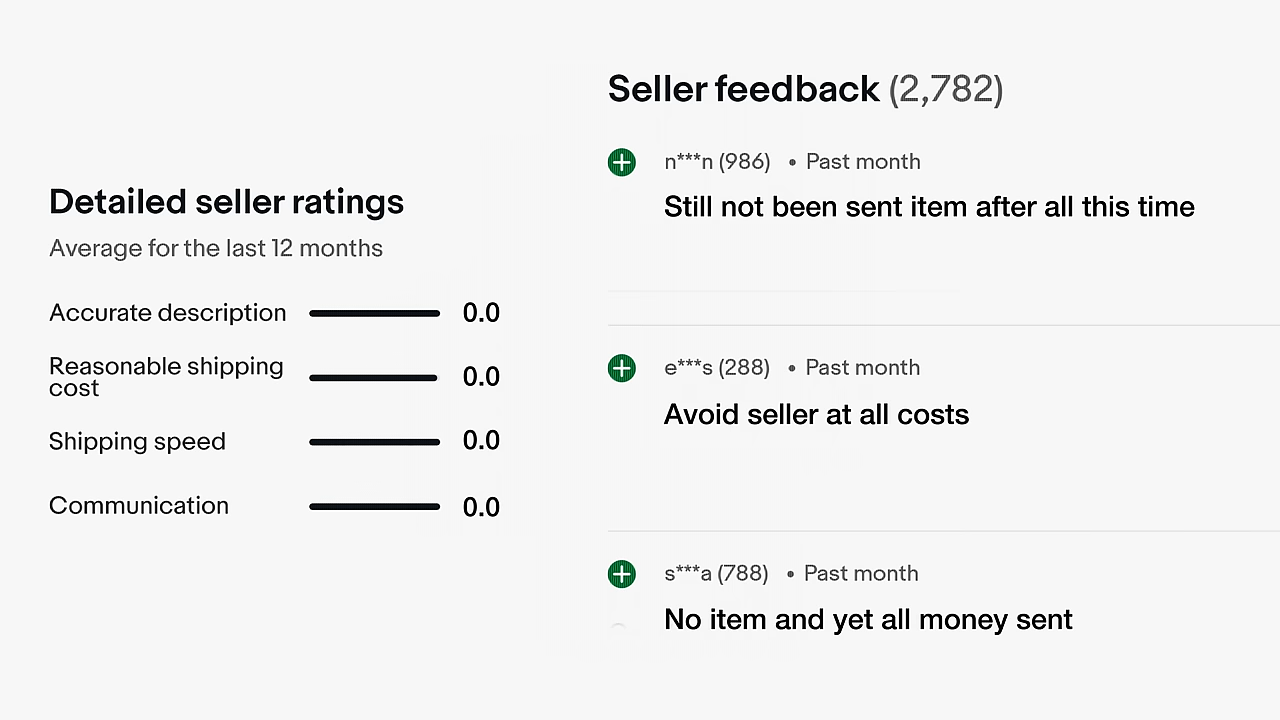 Detailed seller ratings
Average for the last 12 months
Accurate description 0.0
Reasonable shipping
cost 0.0
Shipping speed 0.0
Communication 0.0
Seller feedback (2,782)
n***n (986) • Past month
Still not been sent item after all this time
e***s (288) • Past month
Avoid seller at all costs
s***a (788) • Past month
No item and yet all money sent